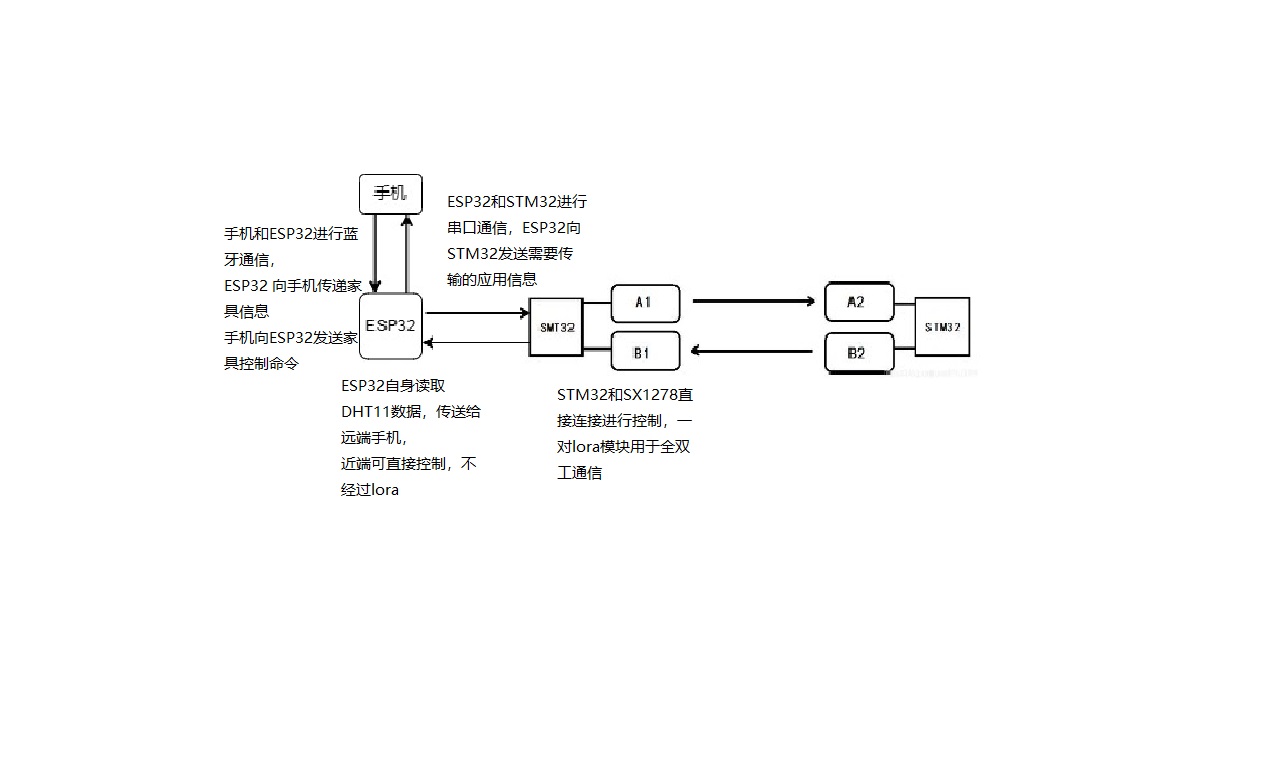 手机
ESP32和STM32进行
串口通信，ESP32向
STM32发送需要传
输的应用信息
手机和ESP32进行蓝
牙通信，
ESP32 向手机传递家
具信息
手机向ESP32发送家
具控制命令
ESP32
SMT32
A1
B1
A2
B2
STM32
ESP32自身读取
DHT11数据，传送给
远端手机，
近端可直接控制，不
经过lora
STM32和SX1278直
接连接进行控制，一
对lora模块用于全双
工通信